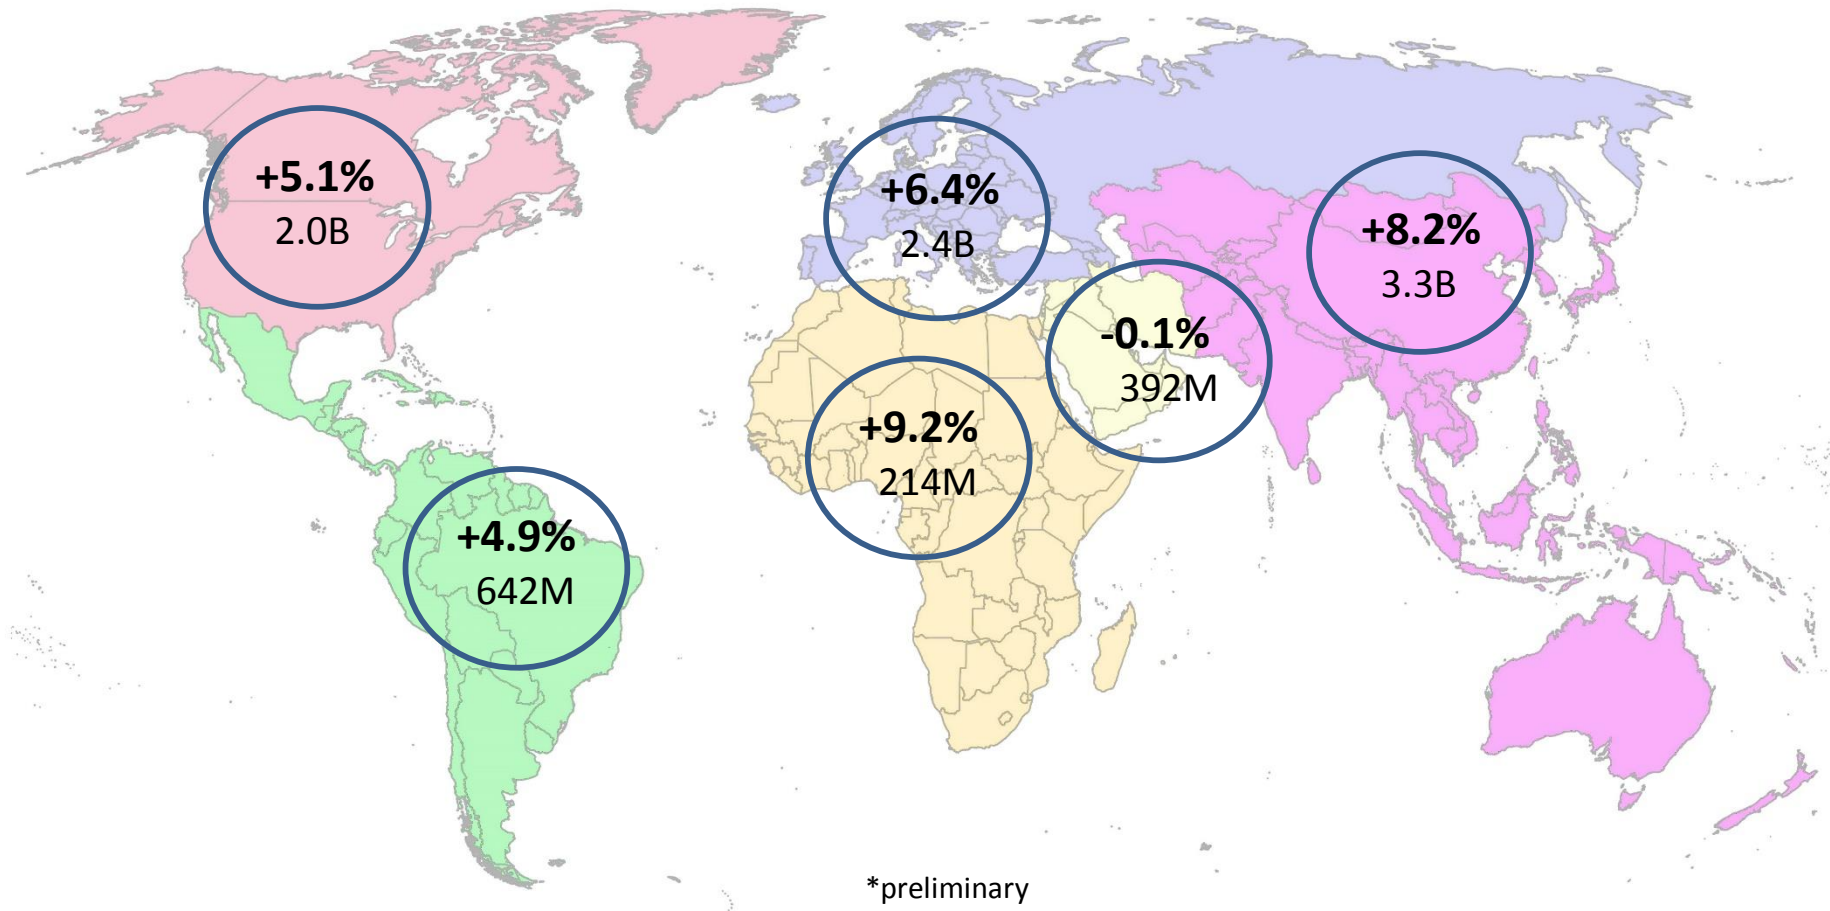 +5.1%
2.0B
+6.4%
2.4B
+8.2%
3.3B
-0.1%
392M
+9.2%
214M
+4.9%
642M
*preliminary